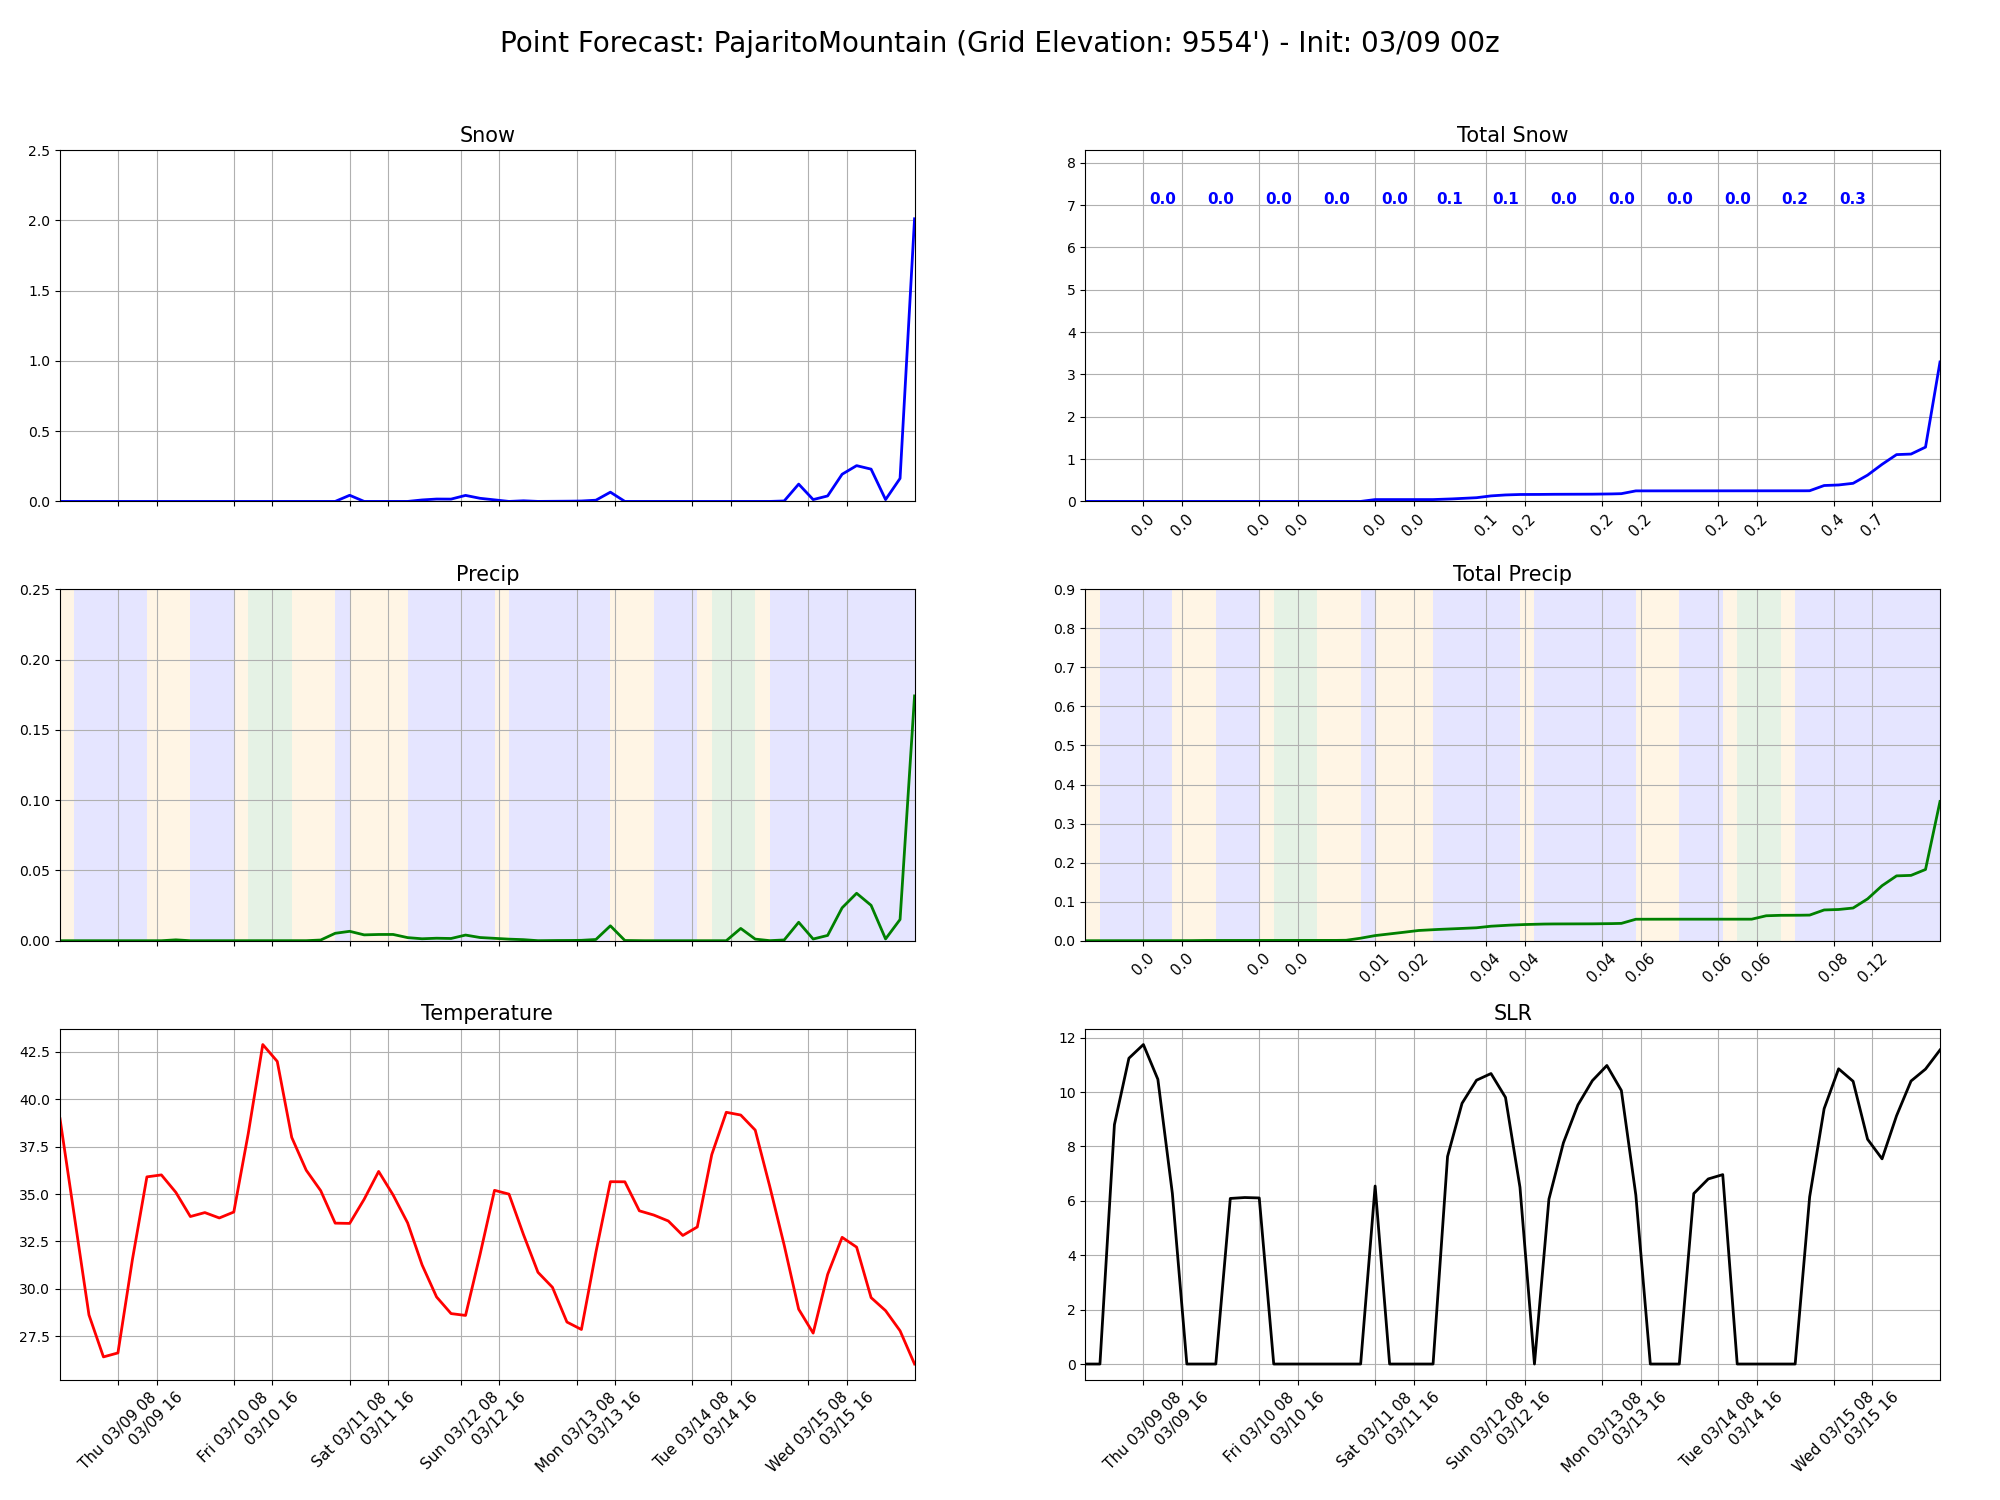 Point Forecast: PajaritoMountain (Grid Elevation: 9554') - Init: 03/09 00z
Snow
2.5
2.0
1.5
1.0
0.5
0.0
Total Snow
8
7
6
5
4
3
2
1
0
0.0 0.0 0.0 0.0 0.0 0.1 0.1 0.0 0.0 0.0 0.0 0.2 0.3
0.0 0.0 0.0 0.0 0.0 0.0 0.1 0.2 0.2 0.2 0.2 0.2 0.4 0.7
Precip
0.25
0.20
0.15
0.10
0.05
0.00
Total Precip
0.9
0.8
0.7
0.6
0.5
0.4
0.3
0.2
0.1
0.0
0.0 0.0 0.0 0.0 0.01 0.02 0.04 0.04 0.04 0.06 0.06 0.06 0.08 0.12
Temperature
42.5
40.0
37.5
35.0
32.5
30.0
27.5
Thu 03/09 08
03/09 16
Fri 03/10 08
03/10 16
Sat 03/11 08
03/11 16
Sun 03/12 08
03/12 16
Mon 03/13 08
03/13 16
Tue 03/14 08
03/14 16
Wed 03/15 08
03/15 16
SLR
12
10
8
6
4
2
0
Thu 03/09 08
03/09 16
Fri 03/10 08
03/10 16
Sat 03/11 08
03/11 16
Sun 03/12 08
03/12 16
Mon 03/13 08
03/13 16
Tue 03/14 08
03/14 16
Wed 03/15 08
03/15 16